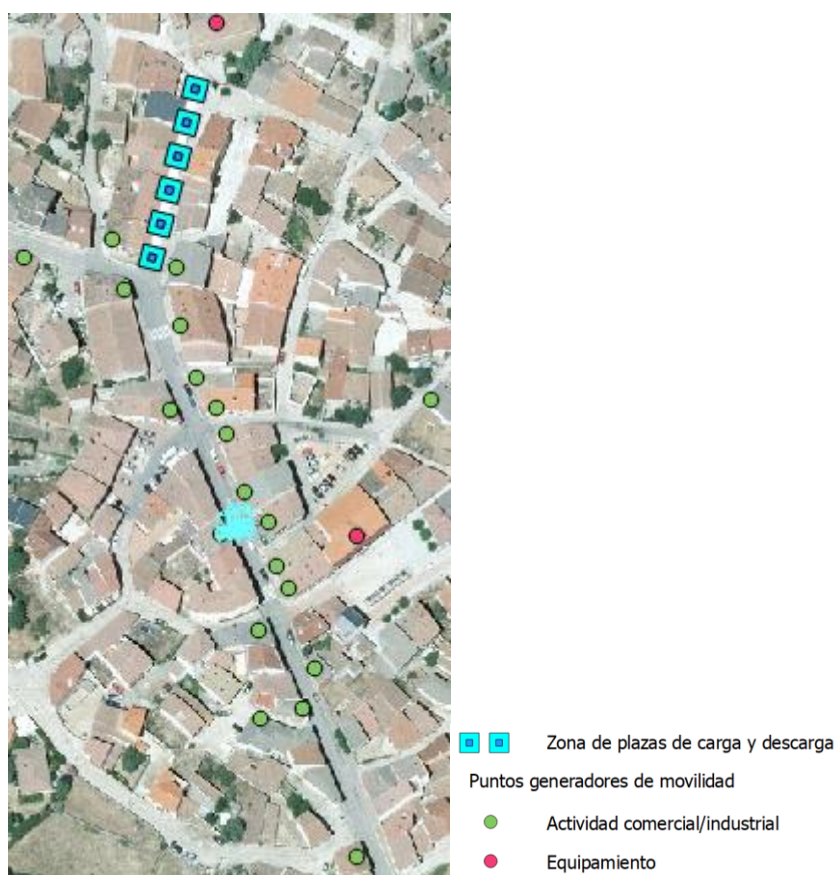 Zona de plazas de carga y descarga
Puntos generadores de movilidad
Actividad comercial/industrial
Equipamiento